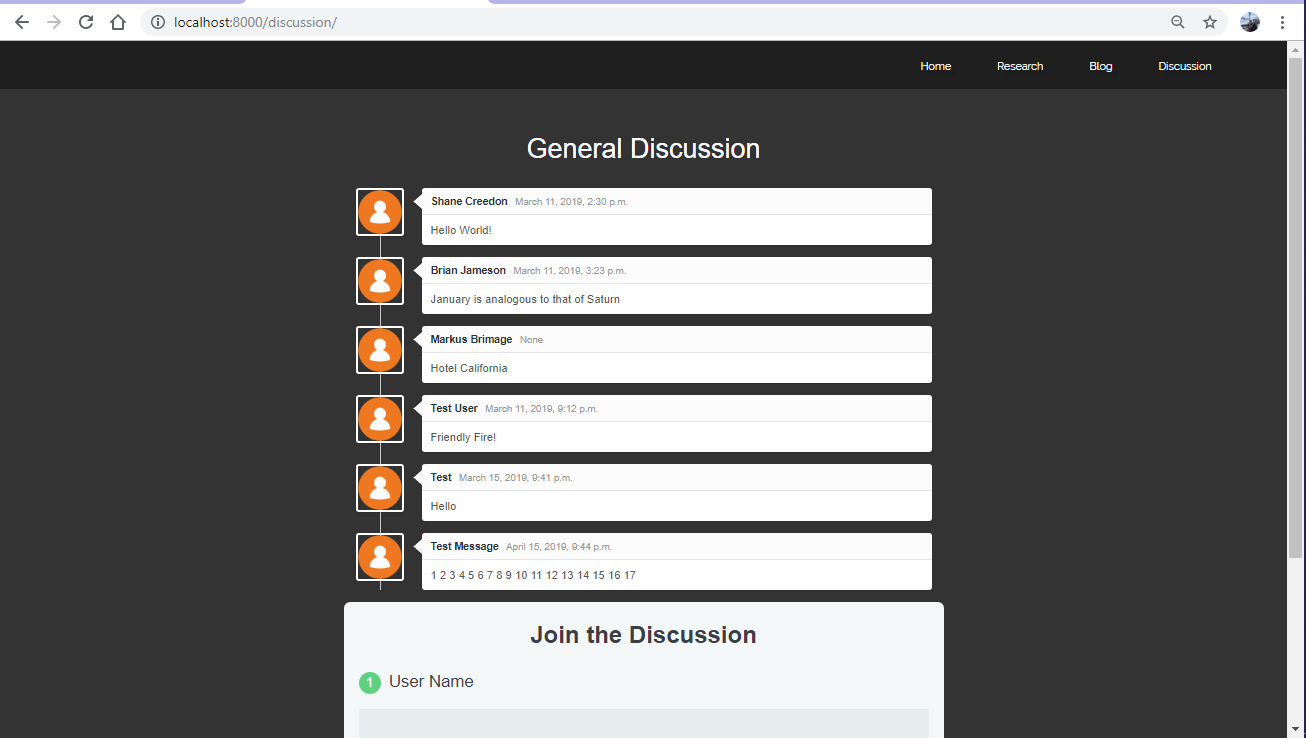 localhost:8000/discussion/
Home Research Blog Discussion
General Discussion
Shane Creedon March 11, 2019, 2:30 p.m.
Hello World!
Brian Jameson March 11, 2019, 3:23 p.m.
January is analogous to that of Saturn
Markus Brimage None
Hotel California
Test User March 11, 2019, 9:12 p.m.
Friendly Fire!
Test March 15, 2019, 9:41 p.m.
Hello
Test Message April 15, 2019, 9:44 p.m.
1 2 3 4 5 6 7 8 9 10 11 12 13 14 15 16 17
Join the Discussion
1 User Name